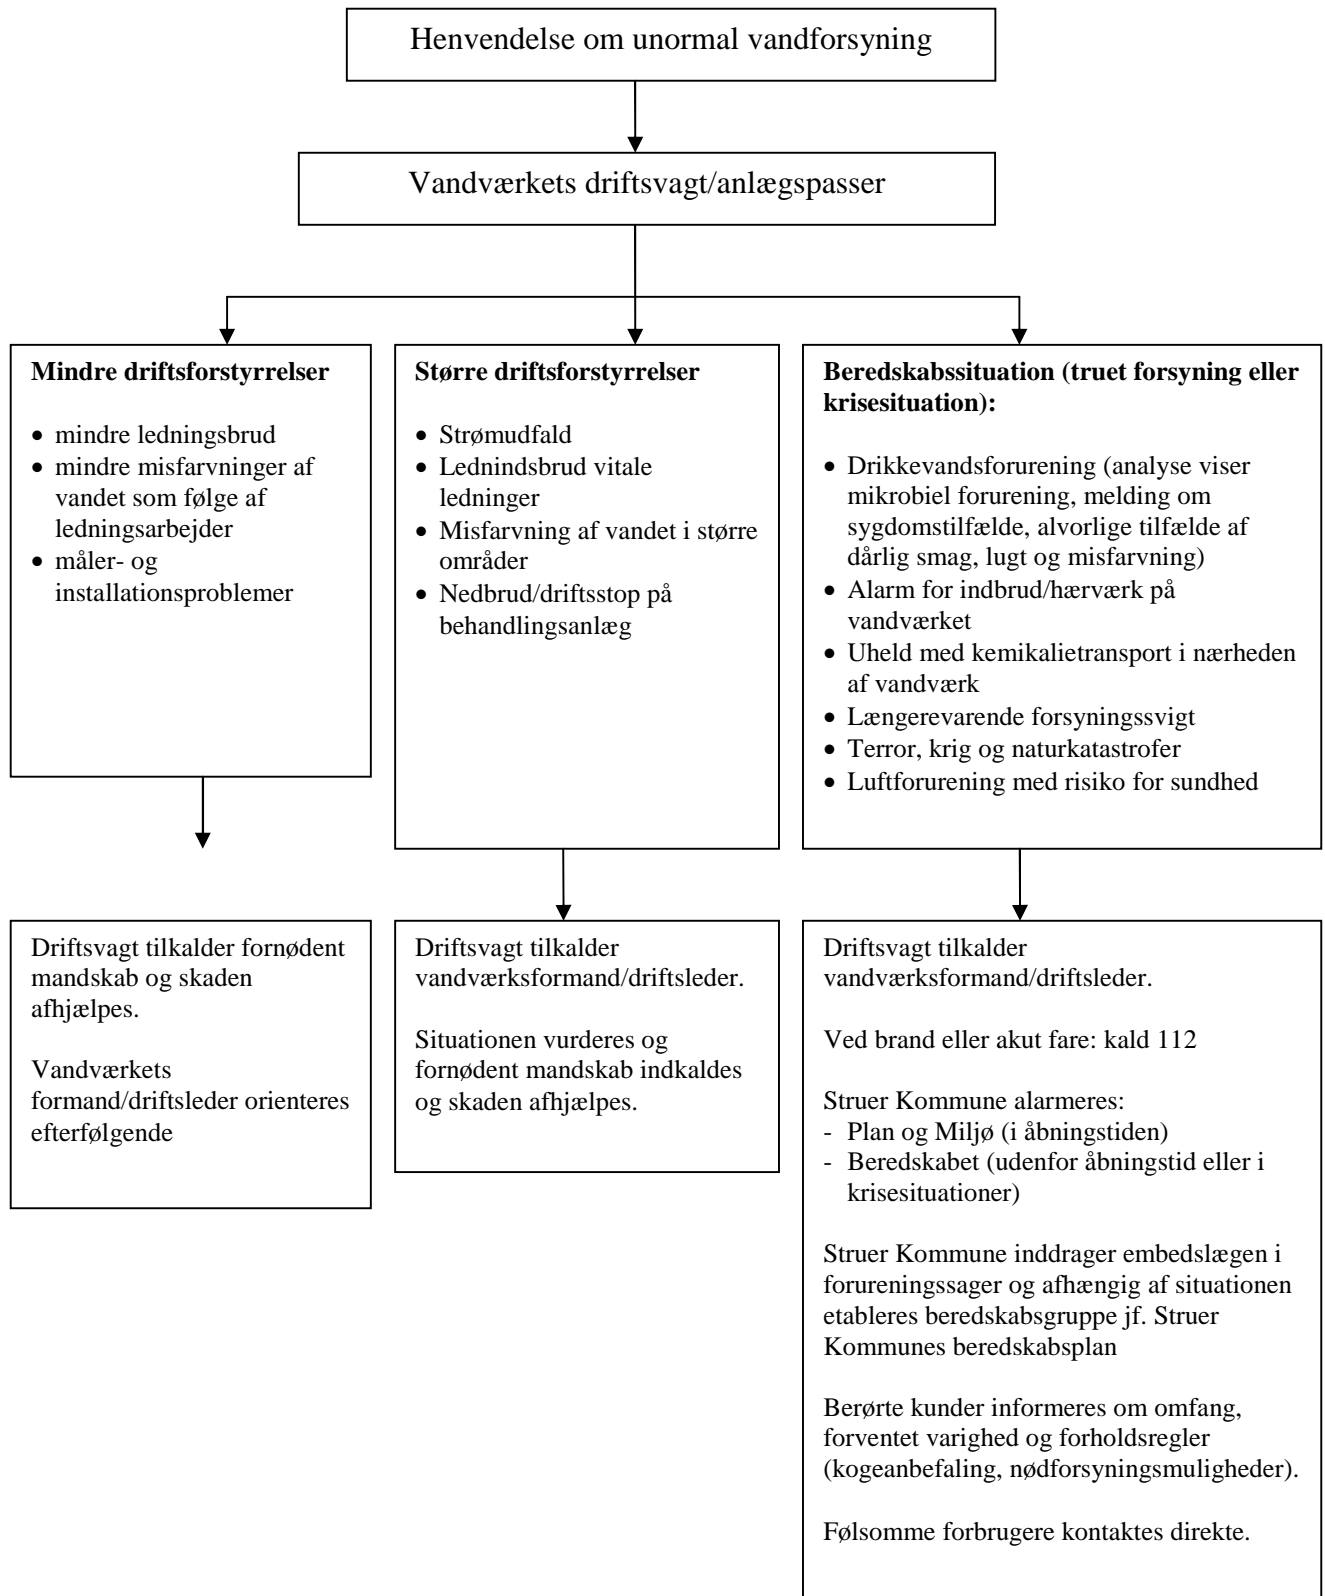 Henvendelse om unormal vandforsyning
Vandværkets driftsvagt/anlægspasser
Mindre driftsforstyrrelser
• mindre ledningsbrud
• mindre misfarvninger af
vandet som følge af
ledningsarbejder
• måler- og
installationsproblemer
Større driftsforstyrrelser
• Strømudfald
• Lednindsbrud vitale
ledninger
• Misfarvning af vandet i større
områder
• Nedbrud/driftsstop på
behandlingsanlæg
Beredskabssituation (truet forsyning eller
krisesituation):
• Drikkevandsforurening (analyse viser
mikrobiel forurening, melding om
sygdomstilfælde, alvorlige tilfælde af
dårlig smag, lugt og misfarvning)
• Alarm for indbrud/hærværk på
vandværket
• Uheld med kemikalietransport i nærheden
af vandværk
• Længerevarende forsyningssvigt
• Terror, krig og naturkatastrofer
• Luftforurening med risiko for sundhed
Driftsvagt tilkalder fornødent
mandskab og skaden
afhjælpes.
Vandværkets
formand/driftsleder orienteres
efterfølgende
Driftsvagt tilkalder
vandværksformand/driftsleder.
Situationen vurderes og
fornødent mandskab indkaldes
og skaden afhjælpes.
Driftsvagt tilkalder
vandværksformand/driftsleder.
Ved brand eller akut fare: kald 112
Struer Kommune alarmeres:
- Plan og Miljø (i åbningstiden)
- Beredskabet (udenfor åbningstid eller i
krisesituationer)
Struer Kommune inddrager embedslægen i
forureningssager og afhængig af situationen
etableres beredskabsgruppe jf. Struer
Kommunes beredskabsplan
Berørte kunder informeres om omfang,
forventet varighed og forholdsregler
(kogeanbefaling, nødforsyningsmuligheder).
Følsomme forbrugere kontaktes direkte.